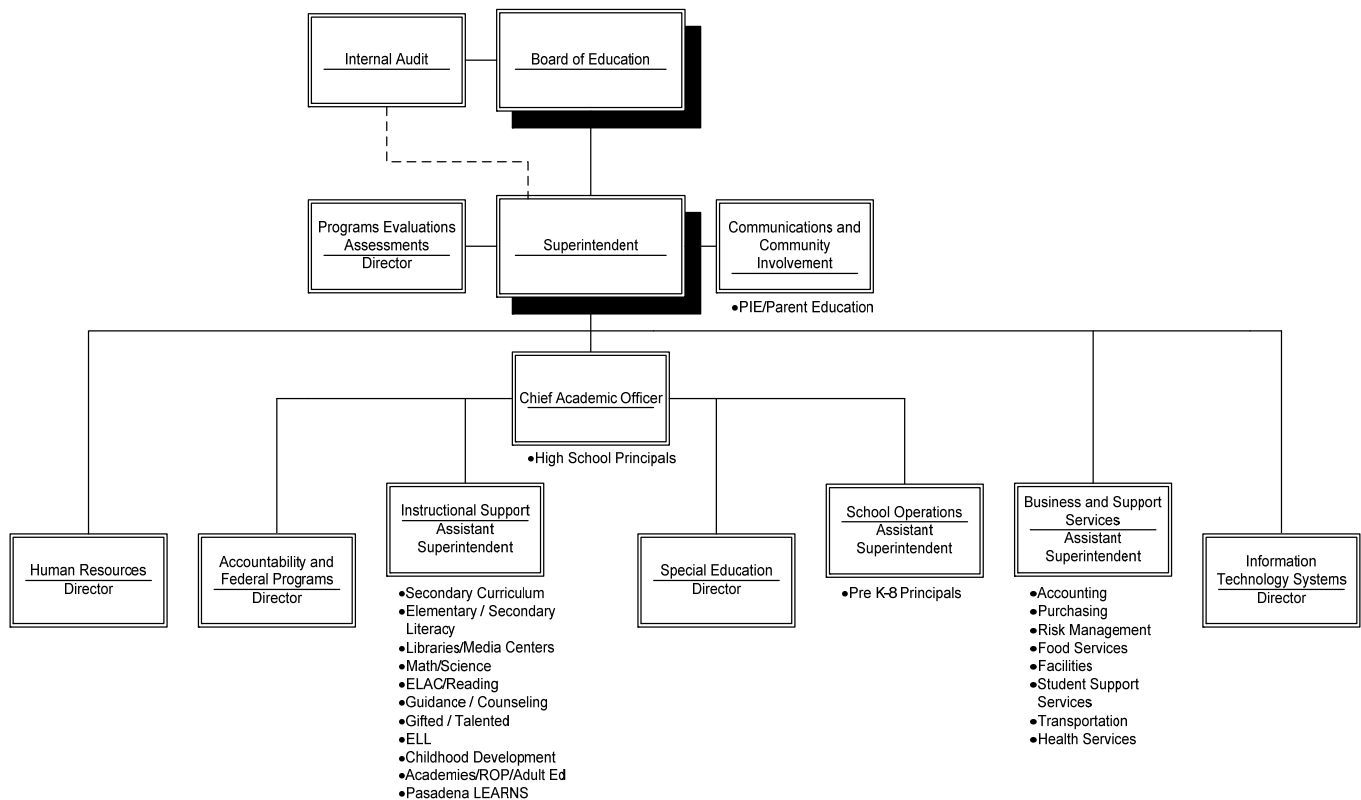 Internal Audit
Board of Education
Programs Evaluations
Assessments
Director
Superintendent
Communications and
Community
Involvement
●PIE/Parent Education
Chief Academic Officer
●High School Principals
Human Resources
Director
Accountability and
Federal Programs
Director
Instructional Support
Assistant
Superintendent
●Secondary Curriculum
●Elementary / Secondary
Literacy
●Libraries/Media Centers
●Math/Science
●ELAC/Reading
●Guidance / Counseling
●Gifted / Talented
●ELL
●Childhood Development
●Academies/ROP/Adult Ed
●Pasadena LEARNS
Special Education
Director
School Operations
Assistant
Superintendent
●Pre K-8 Principals
Business and Support
Services
Assistant
Superintendent
●Accounting
●Purchasing
●Risk Management
●Food Services
●Facilities
●Student Support
Services
●Transportation
●Health Services
Information
Technology Systems
Director